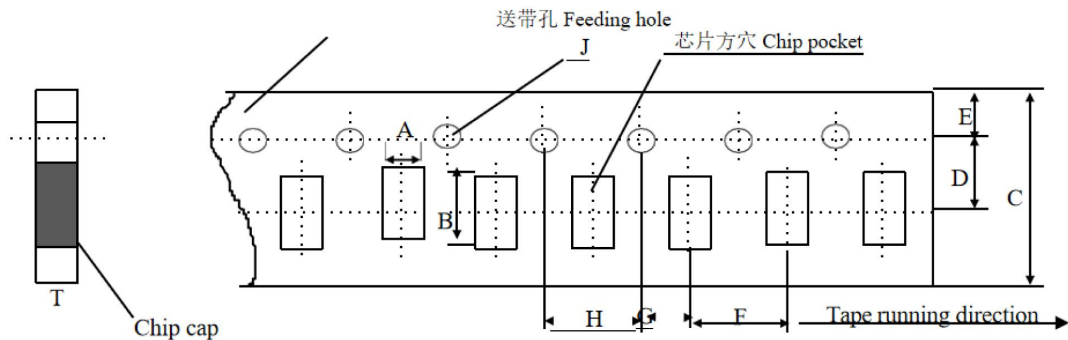 送带孔 Feeding hole
J
芯片方穴 Chip pocket
A
E
D
C
B
T
Chip cap
H
G
F
Tape running direction